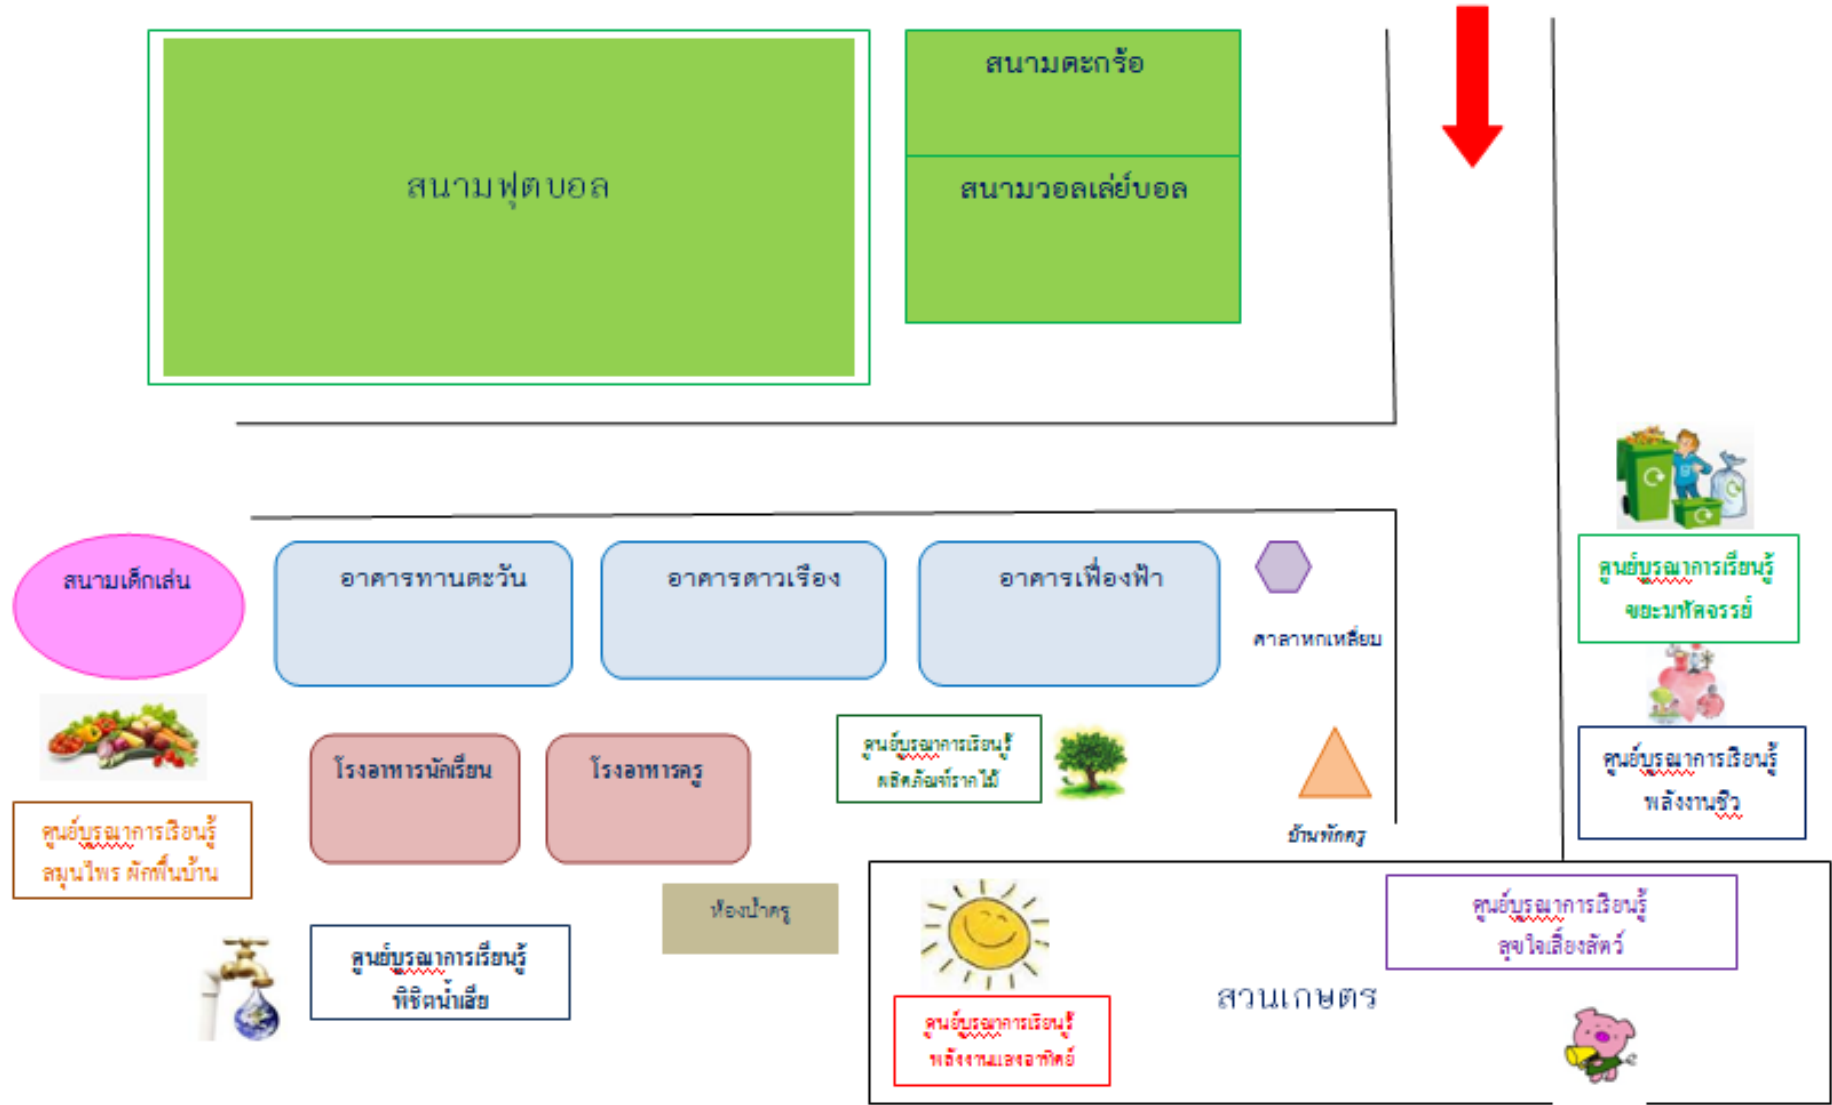 สนามฟุตบอล
สนามตะกร้อ
สนามวอลเล่ย์บอล
สนามเด็กเล่น
อาคารทานตะวัน
อาคารดาวเรือง
อาคารเฟื่องฟ้า
ศาลาหกเหลี่ยม
ศูนย์บูรณาการเรียนรู้
ขยะมหัศจรรย์
ศูนย์บูรณาการเรียนรู้
พลังงานชีว
โรงอาหารนักเรียน
โรงอาหารครู
ศูนย์บูรณาการเรียนรู้
ผลิตภัณฑ์รากไม้
บ้านพักครู
ศูนย์บูรณาการเรียนรู้
สมุนไพร ผักพื้นบ้าน
ห้องน้ำครู
ศูนย์บูรณาการเรียนรู้
พิชิตน้ำเสีย
ศูนย์บูรณาการเรียนรู้
สุขใจเลี้ยงสัตว์
สวนเกษตร
ศูนย์บูรณาการเรียนรู้
พลังงานแสงอาทิตย์